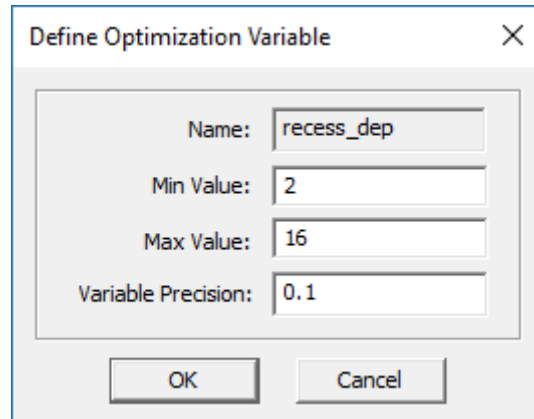 Define Optimization Variable
Name: recess_dep
Min Value: 2
Max Value: 16
Variable Precision: 0.1
OK Cancel